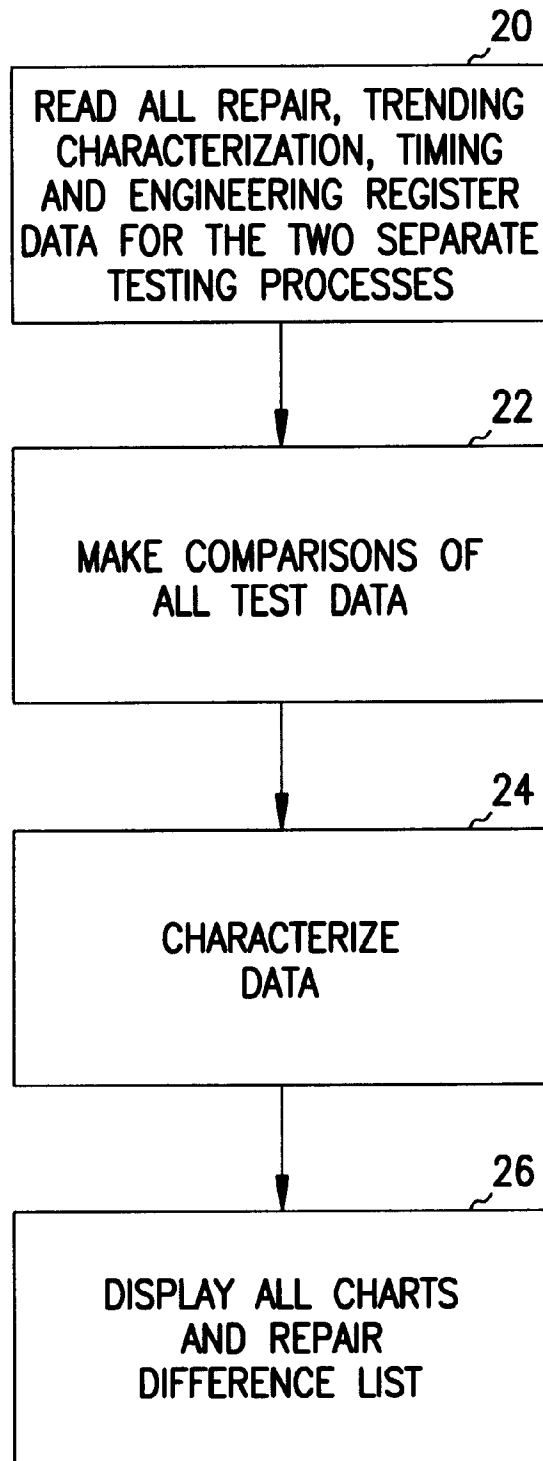 20
READ ALL REPAIR, TRENDING
CHARACTERIZATION, TIMING
AND ENGINEERING REGISTER
DATA FOR THE TWO SEPARATE
TESTING PROCESSES
22
MAKE COMPARISONS OF
ALL TEST DATA
24
CHARACTERIZE
DATA
26
DISPLAY ALL CHARTS
AND REPAIR
DIFFERENCE LIST